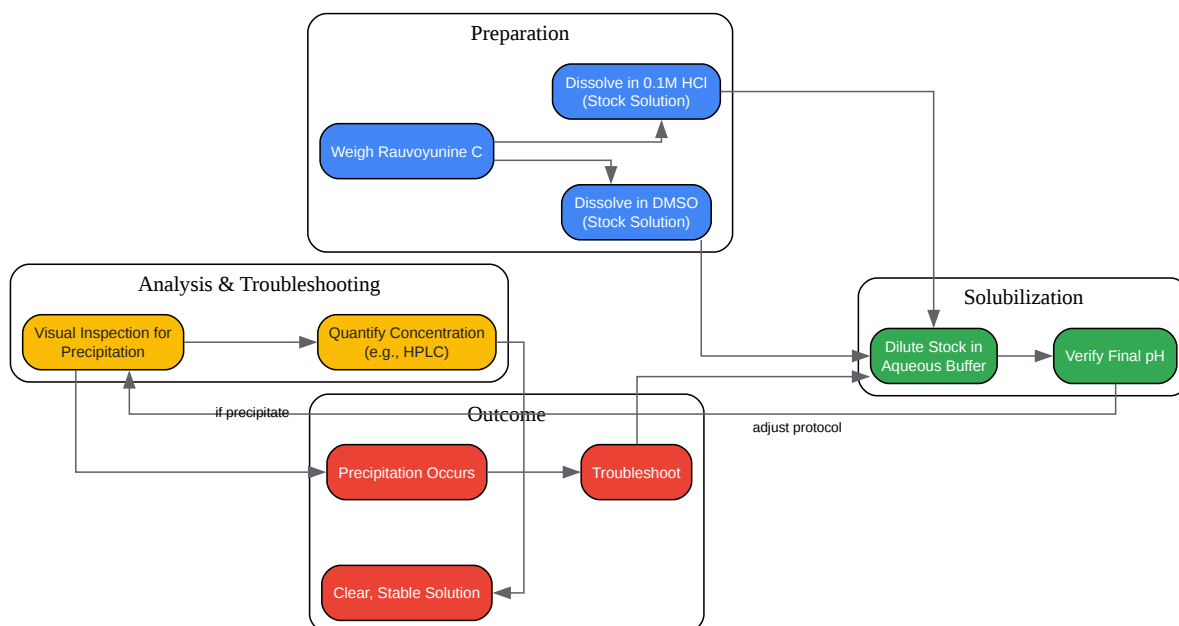 Preparation
Dissolve in 0.1M HCl
(Stock Solution)
Weigh Rauvoyunine C
Dissolve in DMSO
(Stock Solution)
Analysis & Troubleshooting
Visual Inspection for
Precipitation
Quantify Concentration
(e.g., HPLC)
Solubilization
Dilute Stock in
Aqueous Buffer
Verify Final pH
if precipitate
Outcome
adjust protocol
Precipitation Occurs
Troubleshoot
Clear, Stable Solution